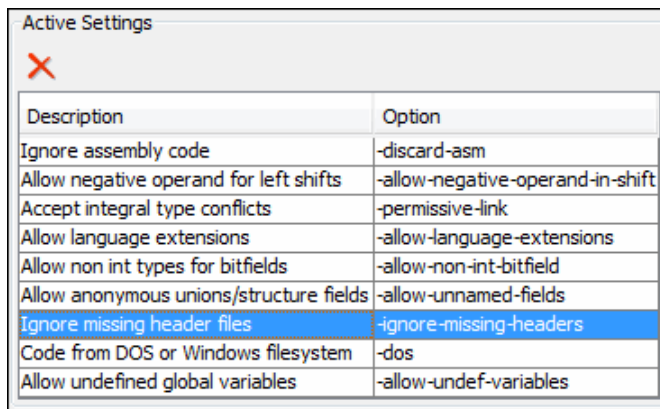 Active Settings
Description Option
Ignore assembly code -discard-asm
Allow negative operand for left shifts -allow-negative-operand-in-shift
Accept integral type conflicts -permissive-link
Allow language extensions -allow-language-extensions
Allow non int types for bitfields -allow-non-int-bitfield
Allow anonymous unions/structure fields -allow-unnamed-fields
Ignore missing header files -ignore-missing-headers
Code from DOS or Windows filesystem -dos
Allow undefined global variables -allow-undef-variables